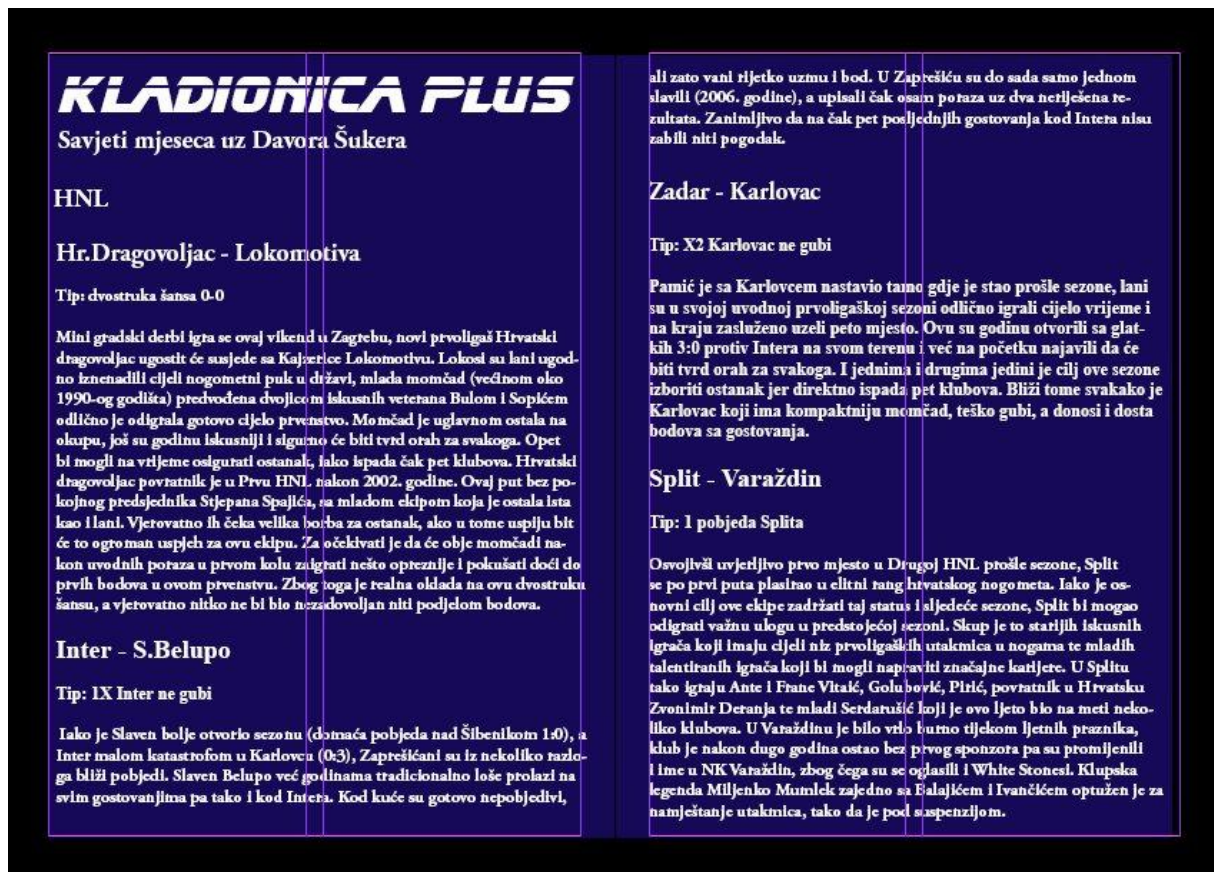 KLADIONICA PLUS
Savjeti mjeseca uz Davora Šukera
HNL
Hr.Dragovoljac - Lokomotiva
Tip: dvostruka šansa 0-0
Mini gradski derbi igra se ovaj vikend u Zagrebu, novi prvoligaš Hrvatski
dragovoljac ugostit će susjede sa Kajzerice Lokomotivu. Lokosi su lani ugod-
no iznenadili cijeli nogometni puk u državi, mlada momčad (većinom oko
1990-og godišta) predvođena dvojicom iskusnih veterana Bulom i Sopićem
odlično je odigrala gotovo cijelo prvenstvo. Momčad je uglavnom ostala na
okupu, još su godinu iskusniji i sigurno će biti tvrd orah za svakoga. Opet
bi mogli na vrijeme osigurati ostanak, iako ispada čak pet klubova. Hrvatski
dragovoljac povratnik je u Prvu HNL nakon 2002. godine. Ovaj put bez po-
kojnog predsjednika Stjepana Spajića, sa mladom ekipom koja je ostala ista
kao i lani. Vjerovatno ih čeka velika borba za ostanak, ako u tome uspiju bit
će to ogroman uspjeh za ovu ekipu. Za očekivati je da će obje momčadi na-
kon uvodnih poraza u prvom kolu zaigrati nešto opreznije i pokušati doći do
prvih bodova u ovom prvenstvu. Zbog toga je realna oklada na ovu dvostruku
šansu, a vjerovatno nitko ne bi bio nezadovoljan niti podjelom bodova.
Inter - S.Belupo
Tip: 1X Inter ne gubi
Iako je Slaven bolje otvorio sezonu (domaća pobjeda nad Šibenikom 1:0), a
Inter malom katastrofom u Karlovcu (0:3), Zaprešićani su iz nekoliko razlo-
ga bliži pobjedi. Slaven Belupo već godinama tradicionalno loše prolazi na
svim gostovanjima pa tako i kod Intera. Kod kuće su gotovo nepobjedivi,
ali zato vani rijetko uzmu i bod. U Zaprešiću su do sada samo jednom
slavili (2006. godine), a upisali čak osam poraza uz dva neriješena re-
zultata. Zanimljivo da na čak pet posljednjih gostovanja kod Intera nisu
zabili niti pogodak.
Zadar - Karlovac
Tip: X2 Karlovac ne gubi
Pamić je sa Karlovcem nastavio tamo gdje je stao prošle sezone, lani
su u svojoj uvodnoj prvoligaškoj sezoni odlično igrali cijelo vrijeme i
na kraju zasluženo uzeli peto mjesto. Ovu su godinu otvorili sa glat-
kih 3:0 protiv Intera na svom terenu i već na početku najavili da će
biti tvrd orah za svakoga. I jednima i drugima jedini je cilj ove sezone
izboriti ostanak jer direktno ispada pet klubova. Bliži tome svakako je
Karlovac koji ima kompaktniju momčad, teško gubi, a donosi i dosta
bodova sa gostovanja.
Split - Varaždin
Tip: 1 pobjeda Splita
Osvojivši uvjerljivo prvo mjesto u Drugoj HNL prošle sezone, Split
se po prvi puta plasirao u elitni rang hrvatskog nogometa. Iako je os-
novni cilj ove ekipe zadržati taj status i sljedeće sezone, Split bi mogao
odigrati važnu ulogu u predstojećoj sezoni. Skup je to starijih iskusnih
igrača koji imaju cijeli niz prvoligaških utakmica u nogama te mladih
talentiranih igrača koji bi mogli napraviti značajne karijere. U Splitu
tako igraju Ante i Frane Vitaić, Golubović, Pirić, povratnik u Hrvatsku
Zvonimir Deranja te mladi Serdarušić koji je ovo ljeto bio na meti neko-
liko klubova. U Varaždinu je bilo vrlo burno tijekom ljetnih praznika,
klub je nakon dugo godina ostao bez prvog sponzora pa su promijenili
i ime u NK Varaždin, zbog čega su se oglasili i White Stonesi. Klupska
legenda Miljenko Mumlek zajedno sa Balajićem i Ivančićem optužen je za
namještanje utakmica, tako da je pod suspenzijom.